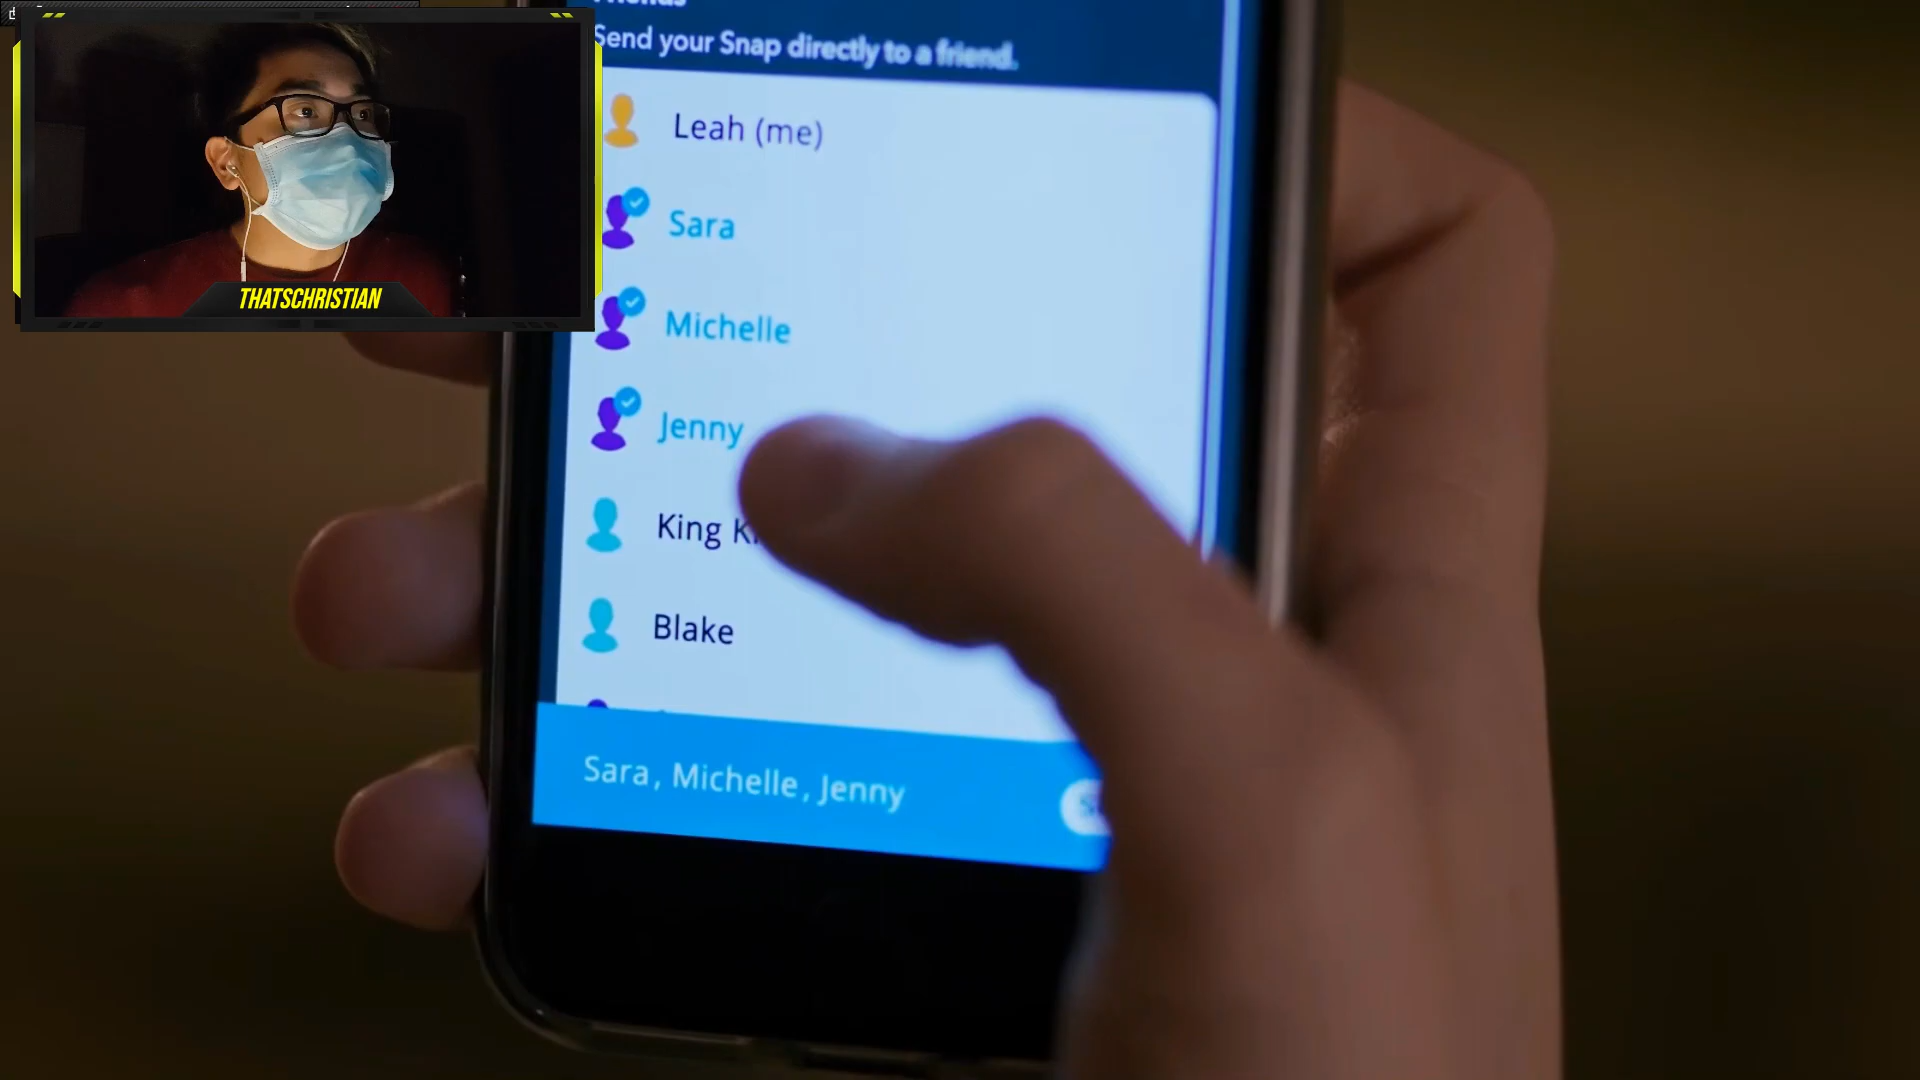 Send your Snap directly to a friend.
Leah (me)
Sara
Michelle
Jenny
King
Blake
Sara, Michelle, Jenny
THATSCHRISTIAN